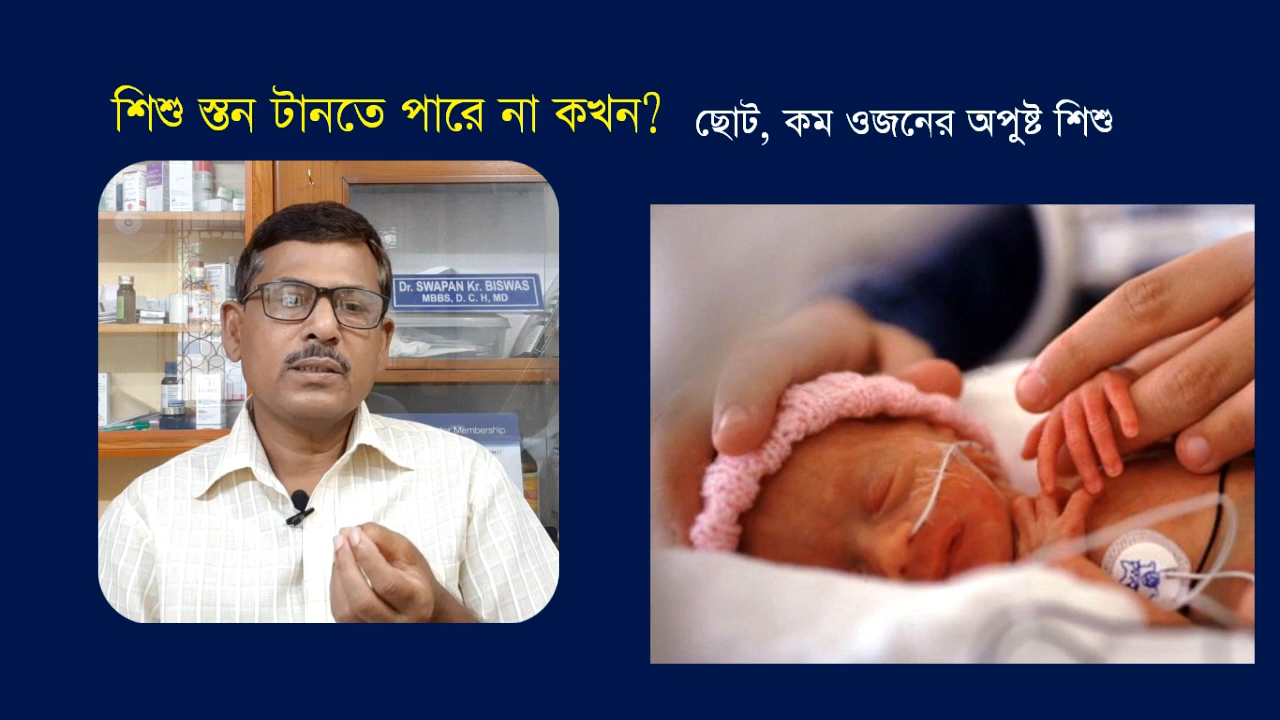 শিশু স্তন টানতে পারে না কখন?
ছোট, কম ওজনের অপুষ্ট শিশু
Dr. SWAPAN Kr. BISWAS
MBBS, D. C. H, MD
Membership